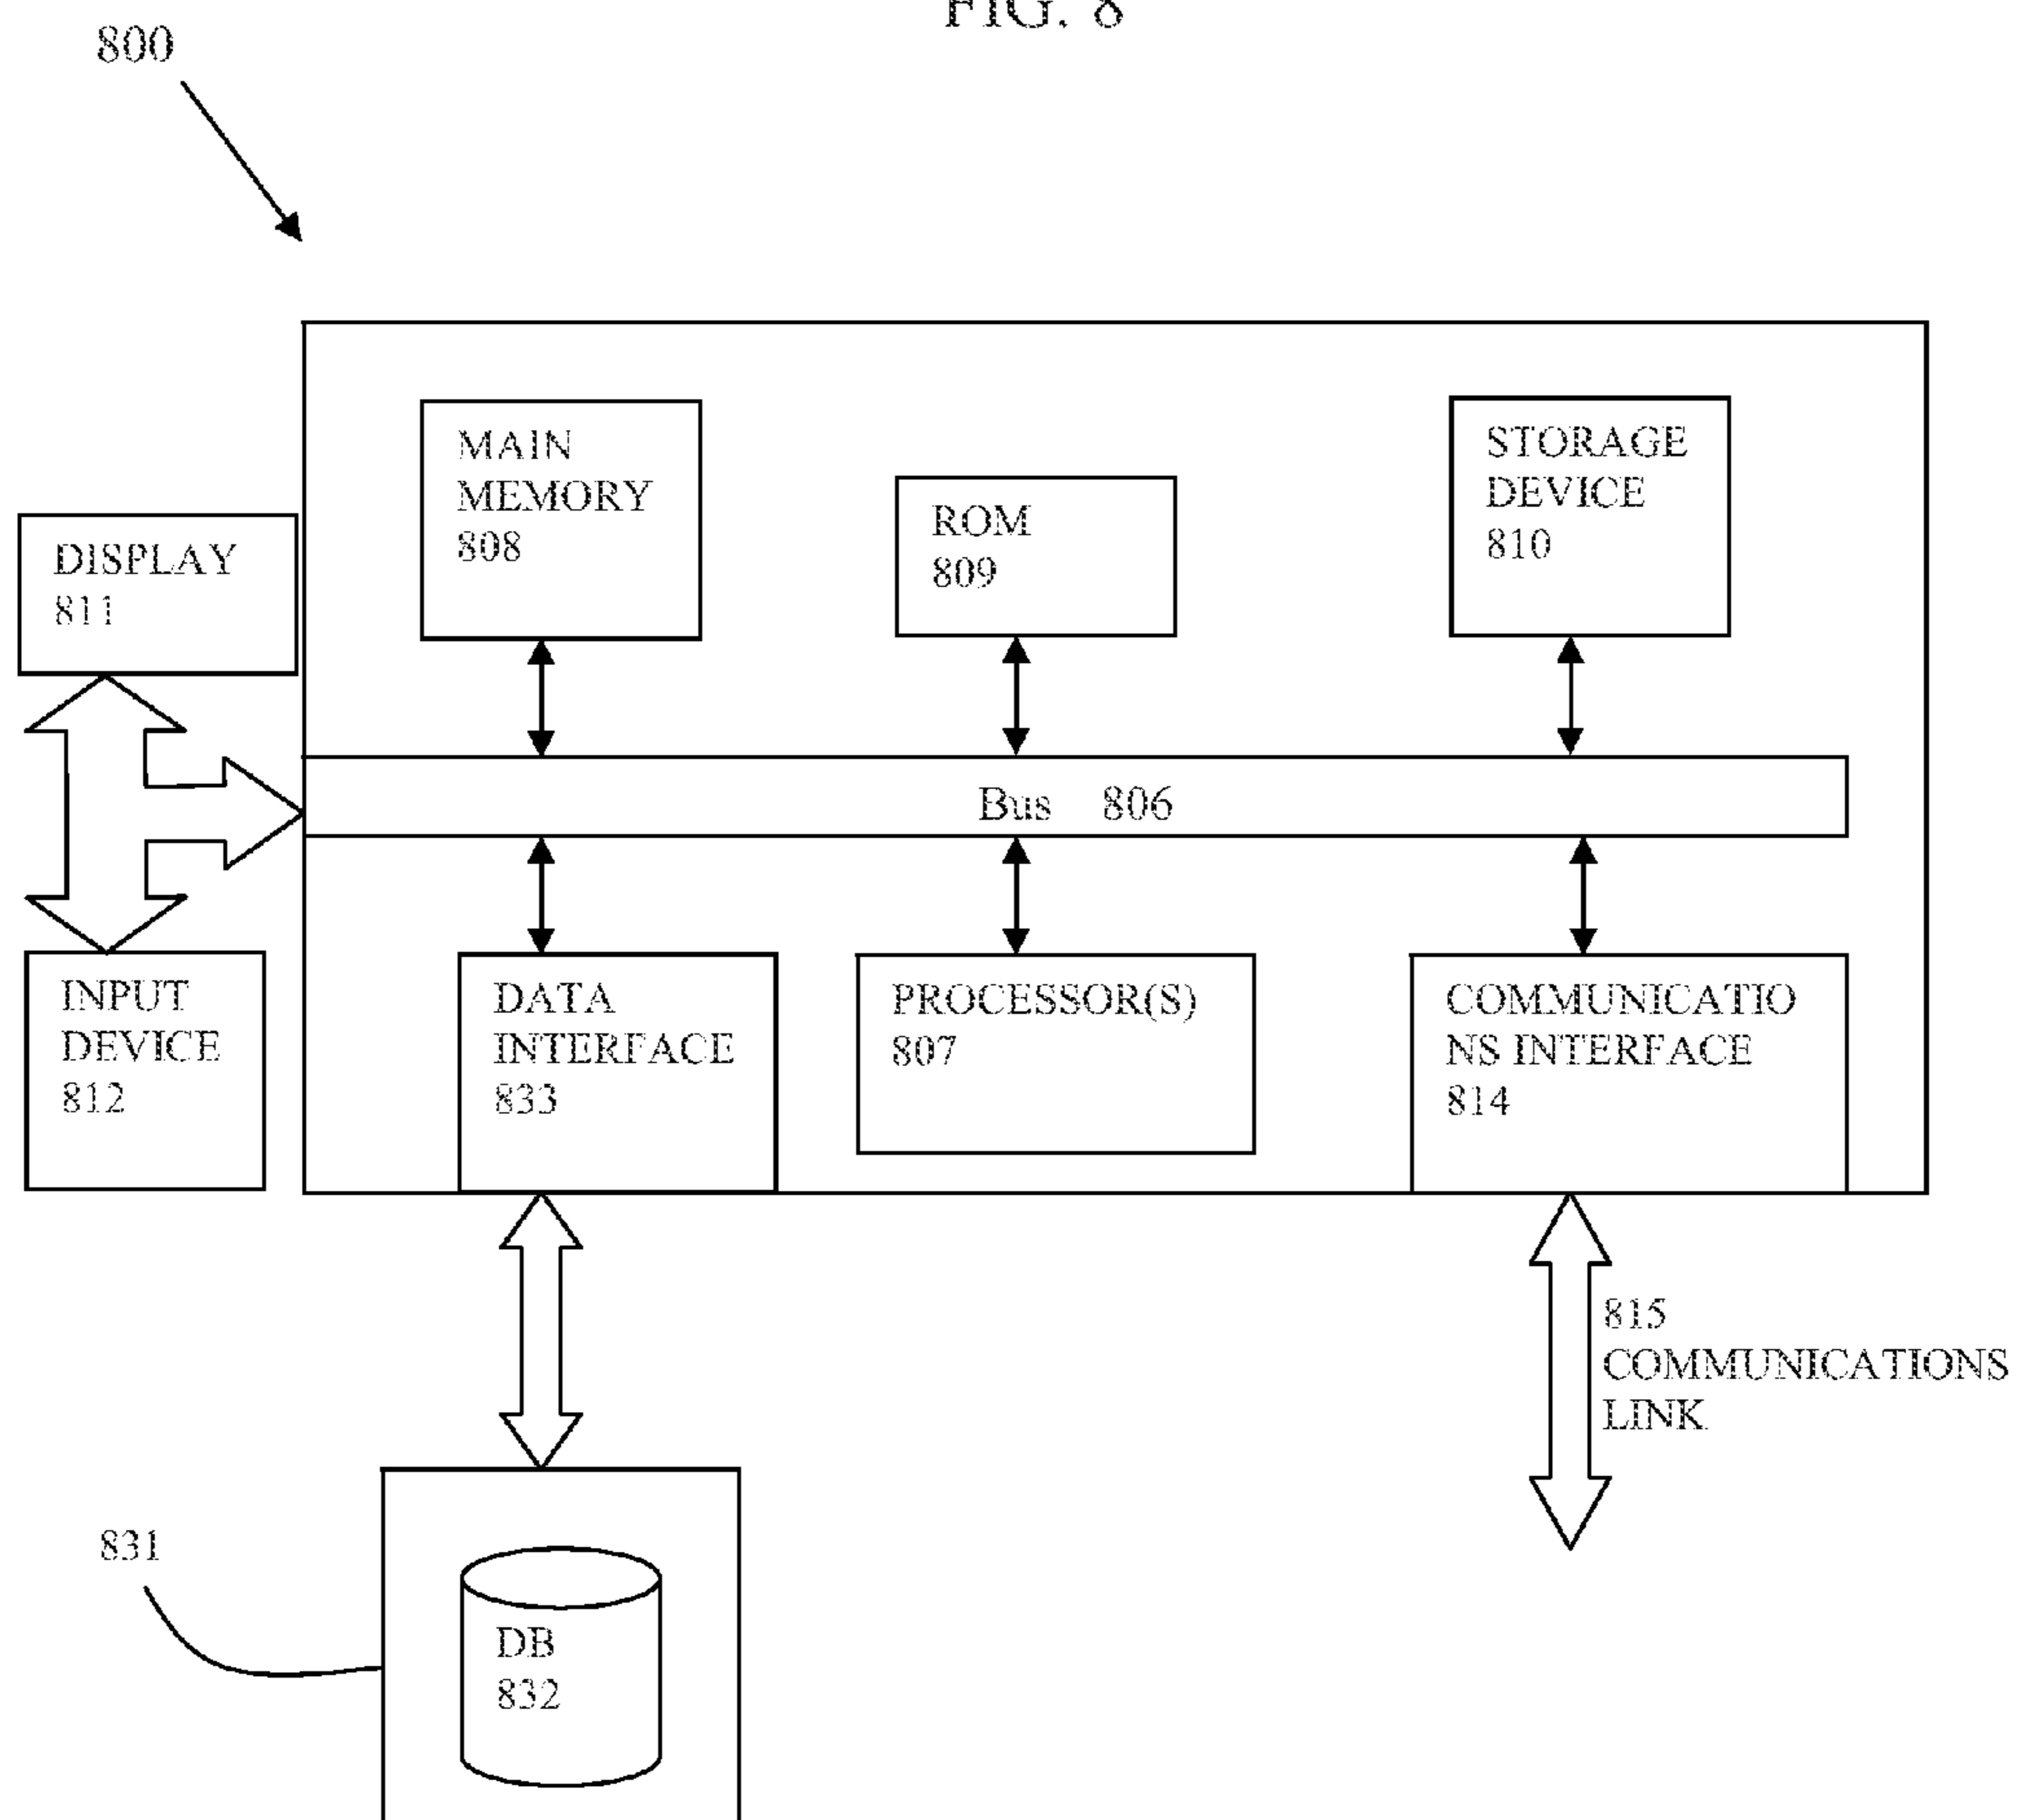 FIG. 8
800
MAIN
MEMORY
808
ROM
809
STORAGE
DEVICE
810
DISPLAY
811
Bus 806
INPUT
DEVICE
812
DATA
INTERFACE
833
PROCESSOR(S)
807
COMMUNICATIO
NS INTERFACE
814
815
COMMUNICATIONS
LINK
831
DB
832